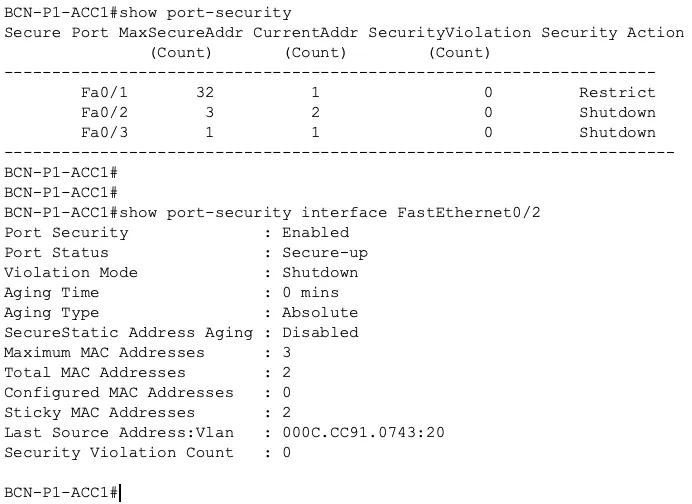 BCN-P1-ACC1#show port-security
Secure Port MaxSecureAddr CurrentAddr SecurityViolation Security Action
               (Count)       (Count)        (Count)
--------------------------------------------------------------------
        Fa0/1       32          1                0         Restrict
        Fa0/2        3          2                0         Shutdown
        Fa0/3        1          1                0         Shutdown
----------------------------------------------------------------------
BCN-P1-ACC1#
BCN-P1-ACC1#
BCN-P1-ACC1#show port-security interface FastEthernet0/2
Port Security              : Enabled
Port Status                : Secure-up
Violation Mode             : Shutdown
Aging Time                 : 0 mins
Aging Type                 : Absolute
SecureStatic Address Aging : Disabled
Maximum MAC Addresses      : 3
Total MAC Addresses        : 2
Configured MAC Addresses   : 0
Sticky MAC Addresses       : 2
Last Source Address:Vlan   : 000C.CC91.0743:20
Security Violation Count   : 0
BCN-P1-ACC1#